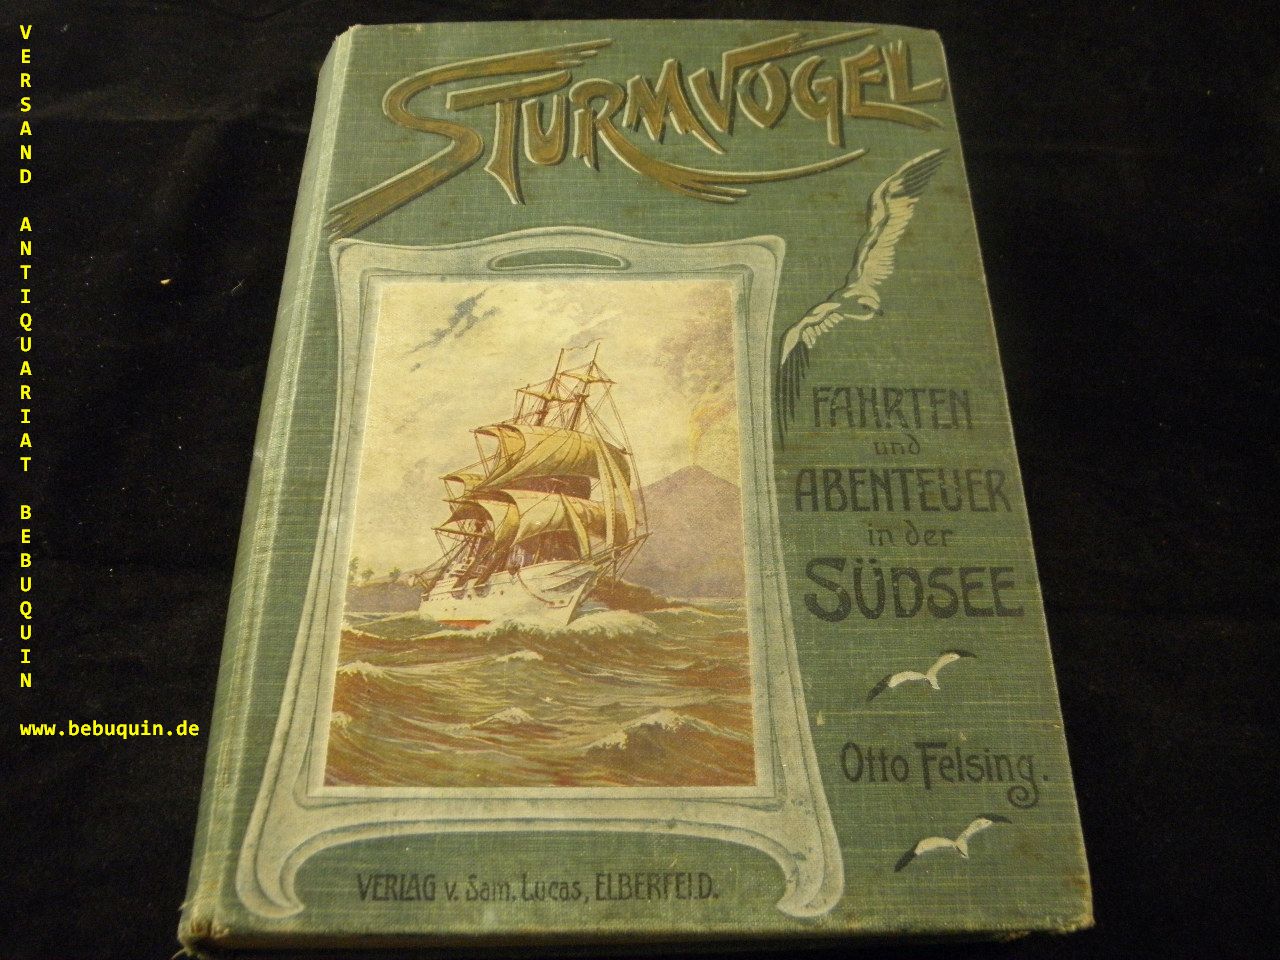 VERSAND ANTIQUARIAT BEBUQUIN
www.bebuquin.de
STURMVOGEL
FAHRTEN
und
ABENTEUER
in der
SÜDSEE
Otto Felsing.
VERLAG v. Sam. Lucas, ELBERFELD.